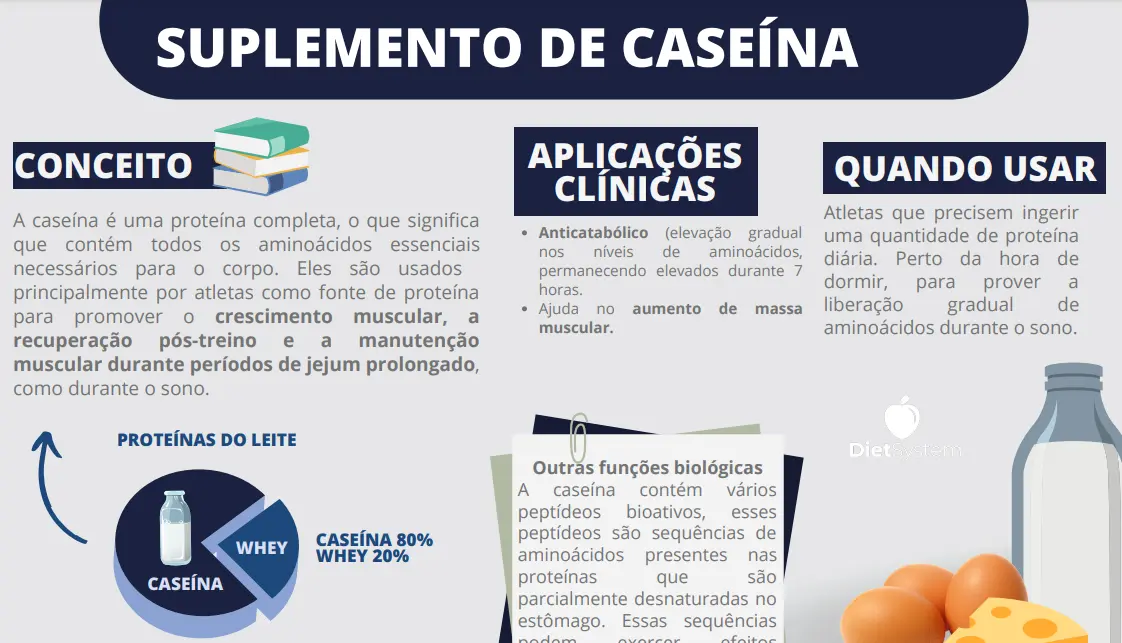 SUPLEMENTO DE CASEÍNA
CONCEITO
A caseína é uma proteína completa, o que significa
que contém todos os aminoácidos essenciais
necessários para o corpo. Eles são usados
principalmente por atletas como fonte de proteína
para promover o crescimento muscular, a
recuperação pós-treino e a manutenção
muscular durante períodos de jejum prolongado,
como durante o sono.
PROTEÍNAS DO LEITE
WHEY
CASEÍNA
CASEÍNA 80%
WHEY 20%
APLICAÇÕES
CLÍNICAS
• Anticatabólico (elevação gradual
nos níveis de aminoácidos,
permanecendo elevados durante 7
horas.
• Ajuda no aumento de massa
muscular.
Outras funções biológicas
A caseína contém vários
peptídeos bioativos, esses
peptídeos são sequências de
aminoácidos presentes nas
proteínas que são
parcialmente desnaturadas no
estômago. Essas sequências
podem exercer efeitos
QUANDO USAR
Atletas que precisem ingerir
uma quantidade de proteína
diária. Perto da hora de
dormir, para prover a
liberação gradual de
aminoácidos durante o sono.
DietSystem